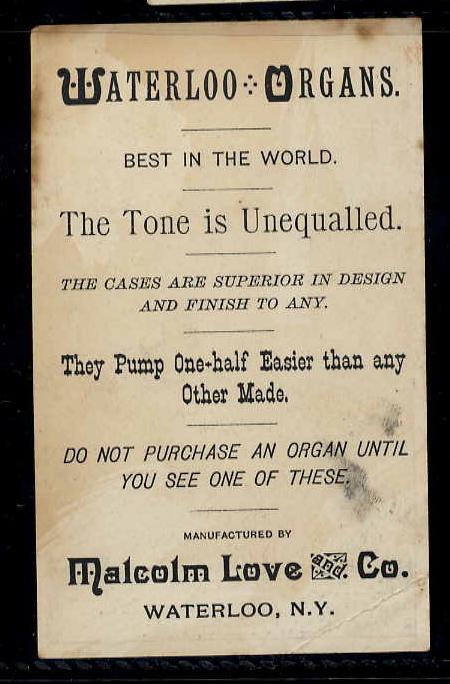 WATERLOO ORGANS.
BEST IN THE WORLD.
The Tone is Unequalled.
THE CASES ARE SUPERIOR IN DESIGN
AND FINISH TO ANY.
They Pump One-half Easier than any
Other Made.
DO NOT PURCHASE AN ORGAN UNTIL
YOU SEE ONE OF THESE.
MANUFACTURED BY
Malcolm Love and Co.
WATERLOO, N.Y.